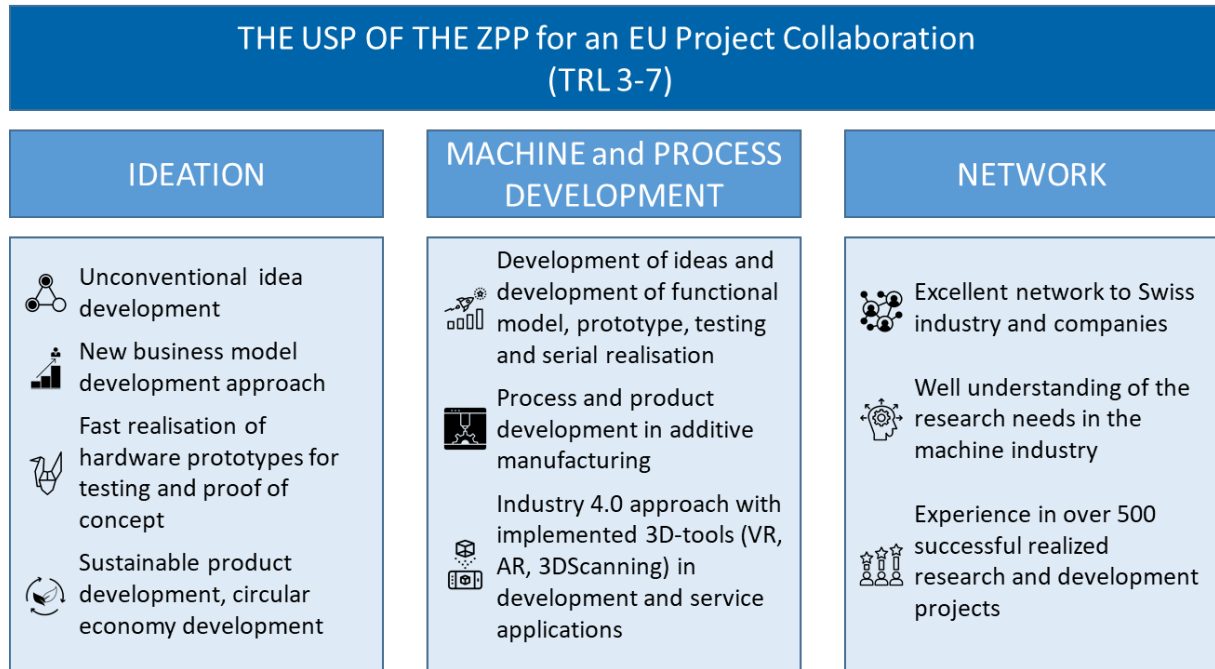 THE USP OF THE ZPP for an EU Project Collaboration
(TRL 3-7)
IDEATION
Unconventional idea
development
New business model
development approach
Fast realisation of
hardware prototypes for
testing and proof of
concept
Sustainable product
development, circular
economy development
MACHINE and PROCESS
DEVELOPMENT
Development of ideas and
development of functional
model, prototype, testing
and serial realisation
Process and product
development in additive
manufacturing
Industry 4.0 approach with
implemented 3D-tools (VR,
AR, 3DScanning) in
development and service
applications
NETWORK
Excellent network to Swiss
industry and companies
Well understanding of the
research needs in the
machine industry
Experience in over 500
successful realized
research and development
projects